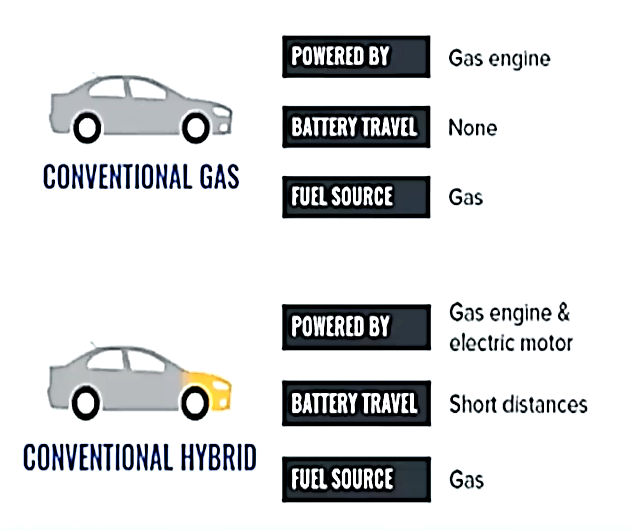 POWERED BY Gas engine
BATTERY TRAVEL None
CONVENTIONAL GAS
FUEL SOURCE Gas
POWERED BY Gas engine &
electric motor
BATTERY TRAVEL Short distances
CONVENTIONAL HYBRID
FUEL SOURCE Gas